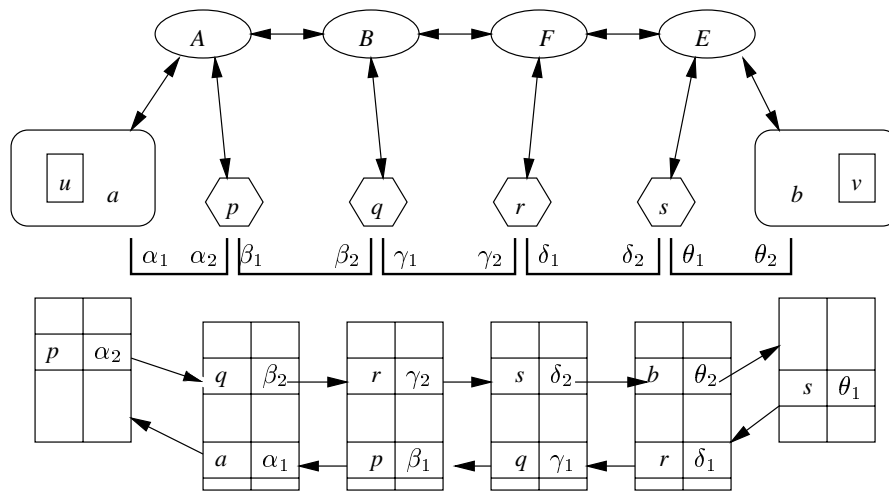 A B F E
u a p q r s b v
α₁ α₂ β₁ β₂ γ₁ γ₂ δ₁ δ₂ θ₁ θ₂
p α₂
q β₂ r γ₂ s δ₂ b θ₂
s θ₁
a α₁ p β₁ q γ₁ r δ₁